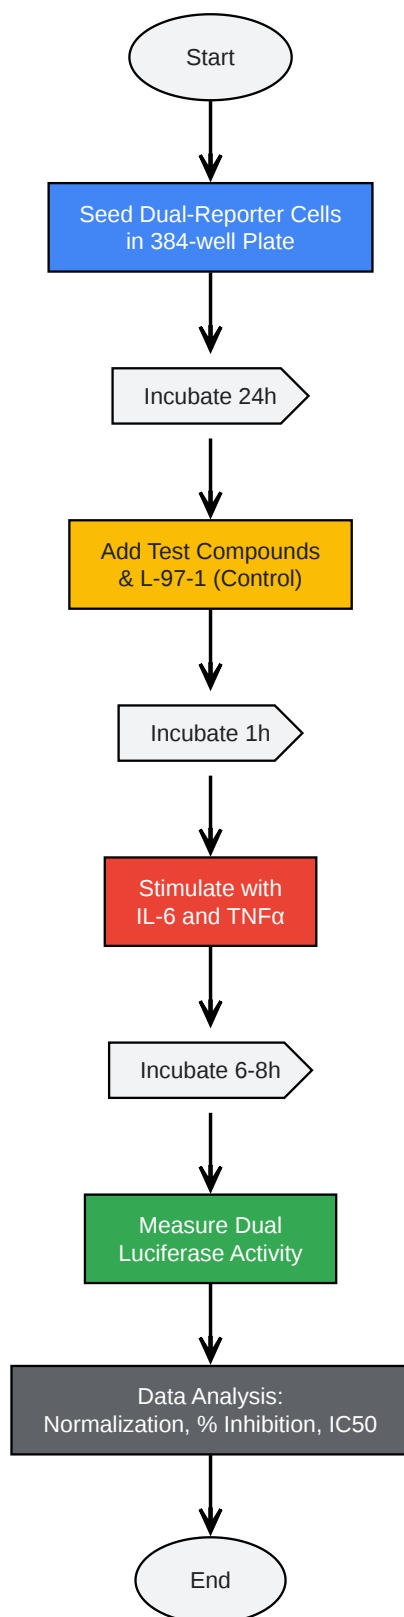 Start
Seed Dual-Reporter Cells
in 384-well Plate
Incubate 24h
Add Test Compounds
& L-97-1 (Control)
Incubate 1h
Stimulate with
IL-6 and TNFα
Incubate 6-8h
Measure Dual
Luciferase Activity
Data Analysis:
Normalization, % Inhibition, IC50
End